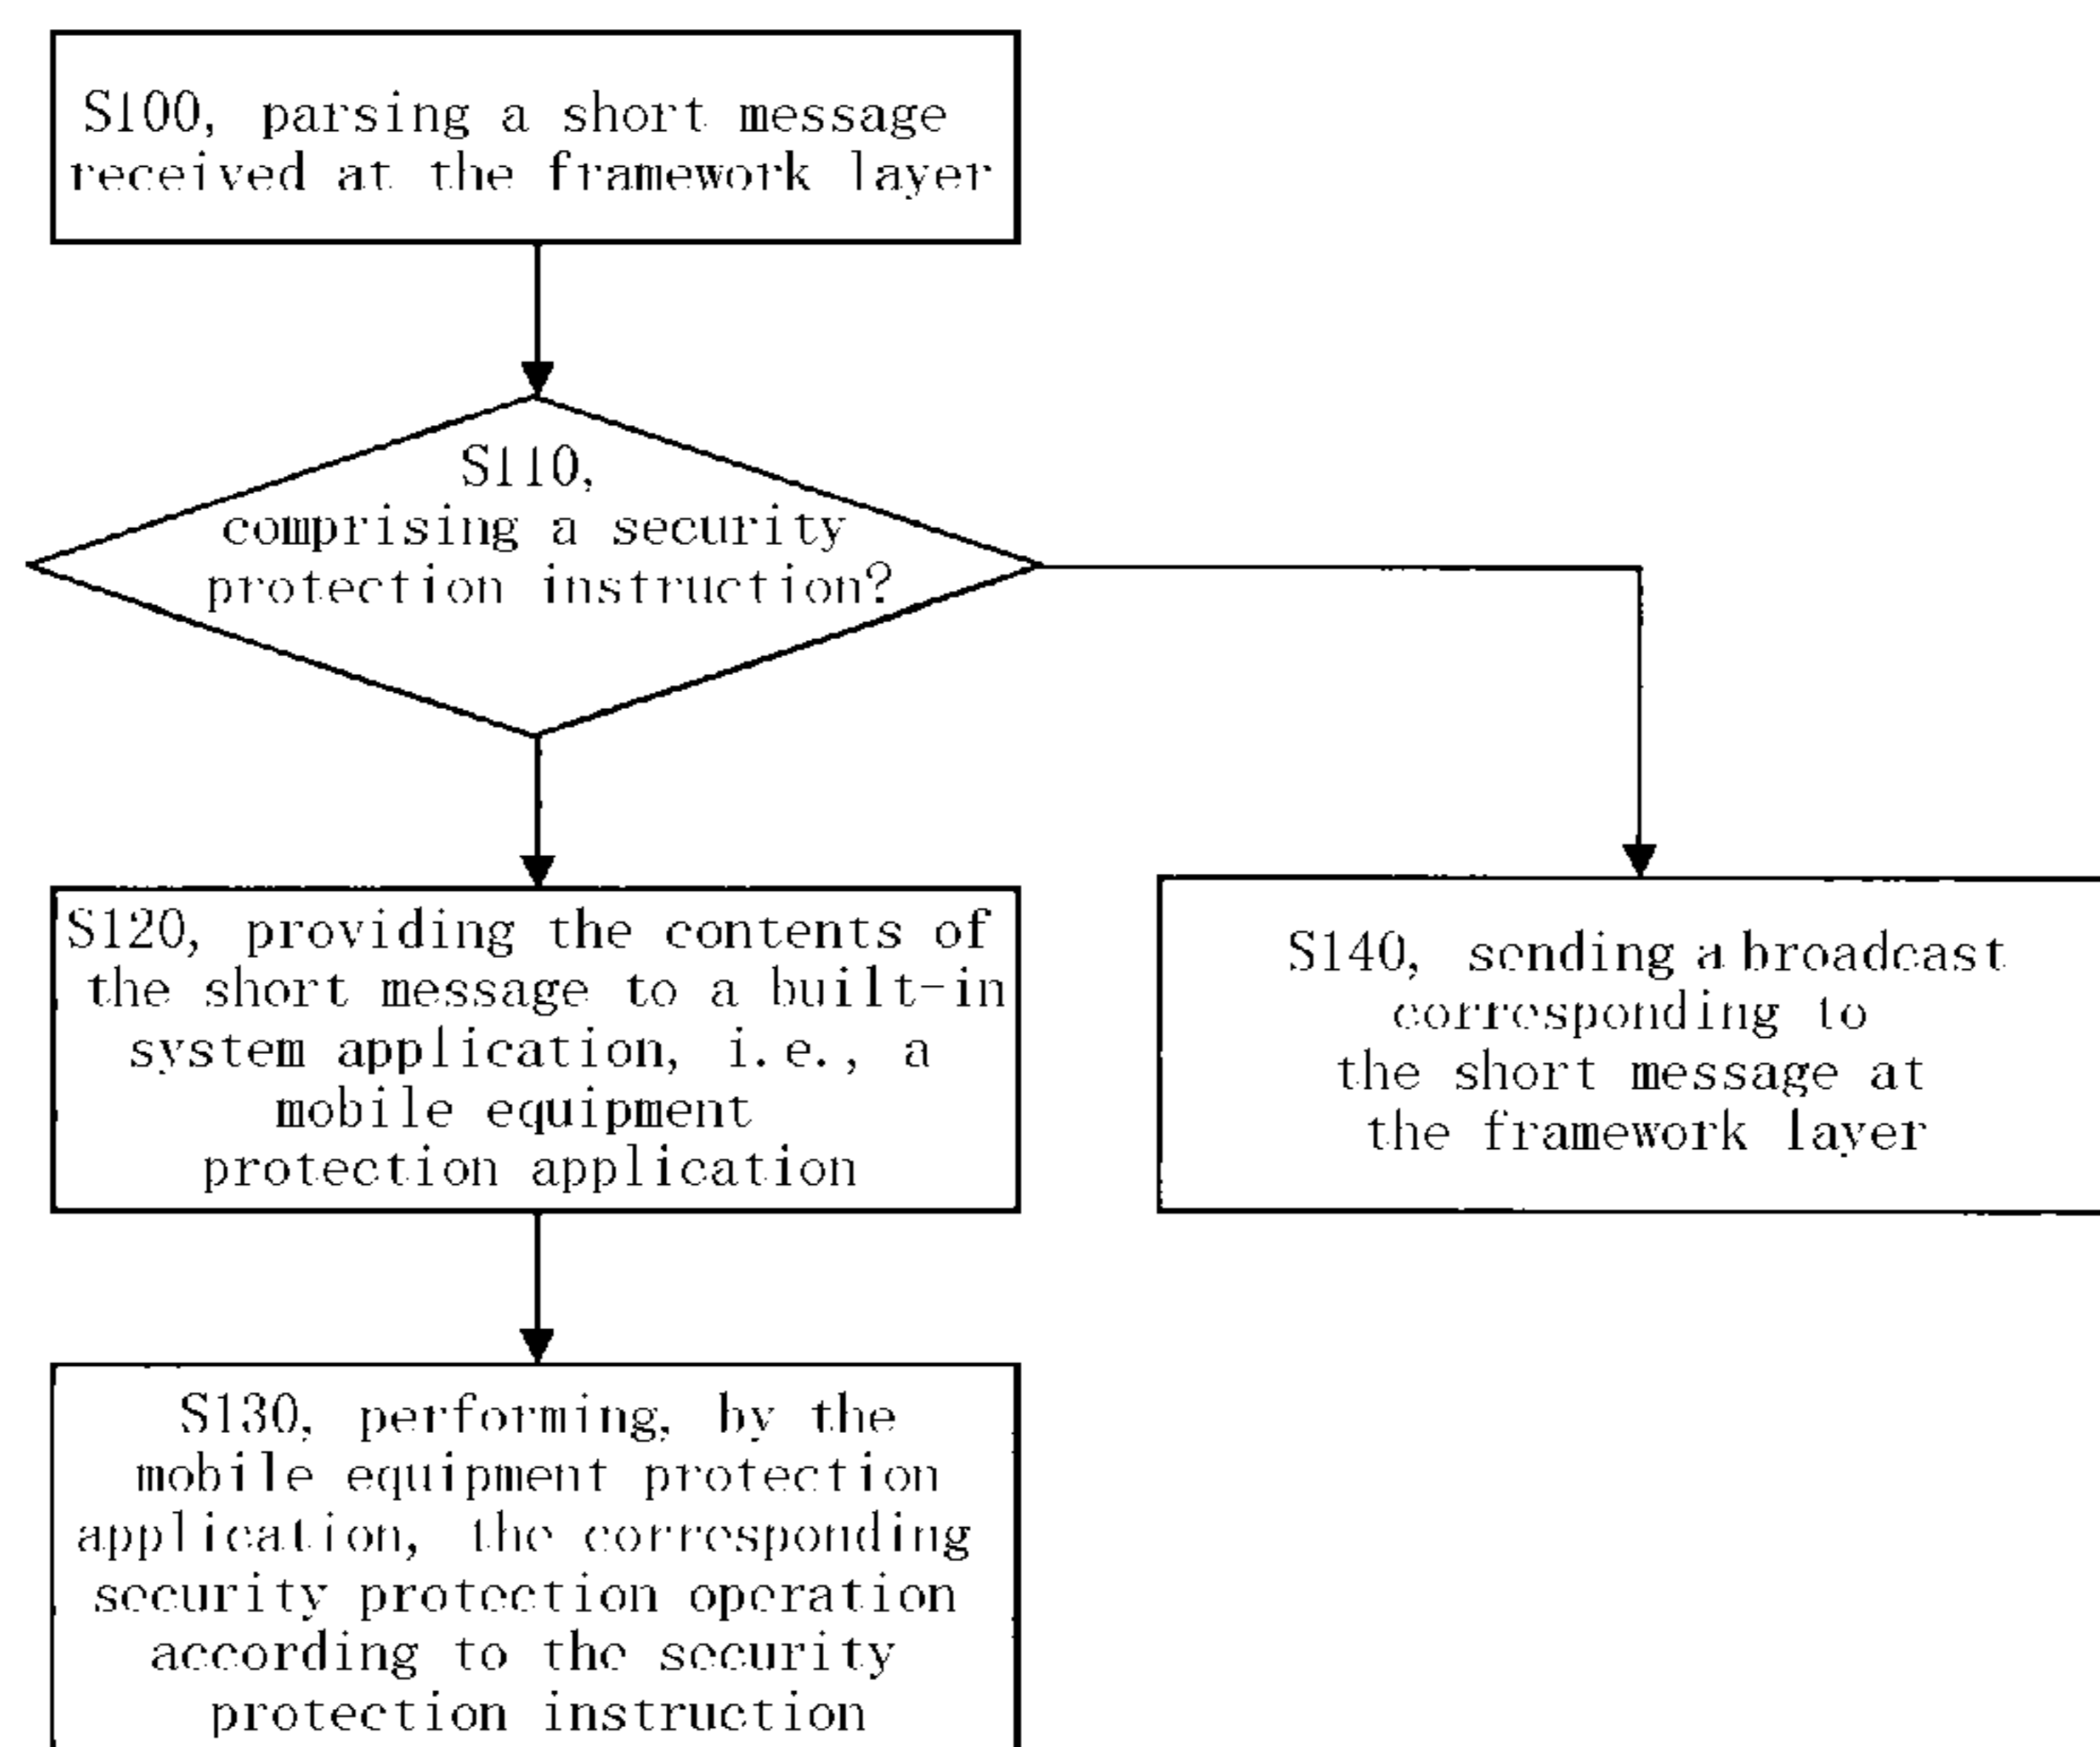 S100, parsing a short message
received at the framework layer
S110,
comprising a security
protection instruction?
S120, providing the contents of
the short message to a built-in
system application, i.e., a
mobile equipment
protection application
S140, sending a broadcast
corresponding to
the short message at
the framework layer
S130, performing, by the
mobile equipment protection
application, the corresponding
security protection operation
according to the security
protection instruction